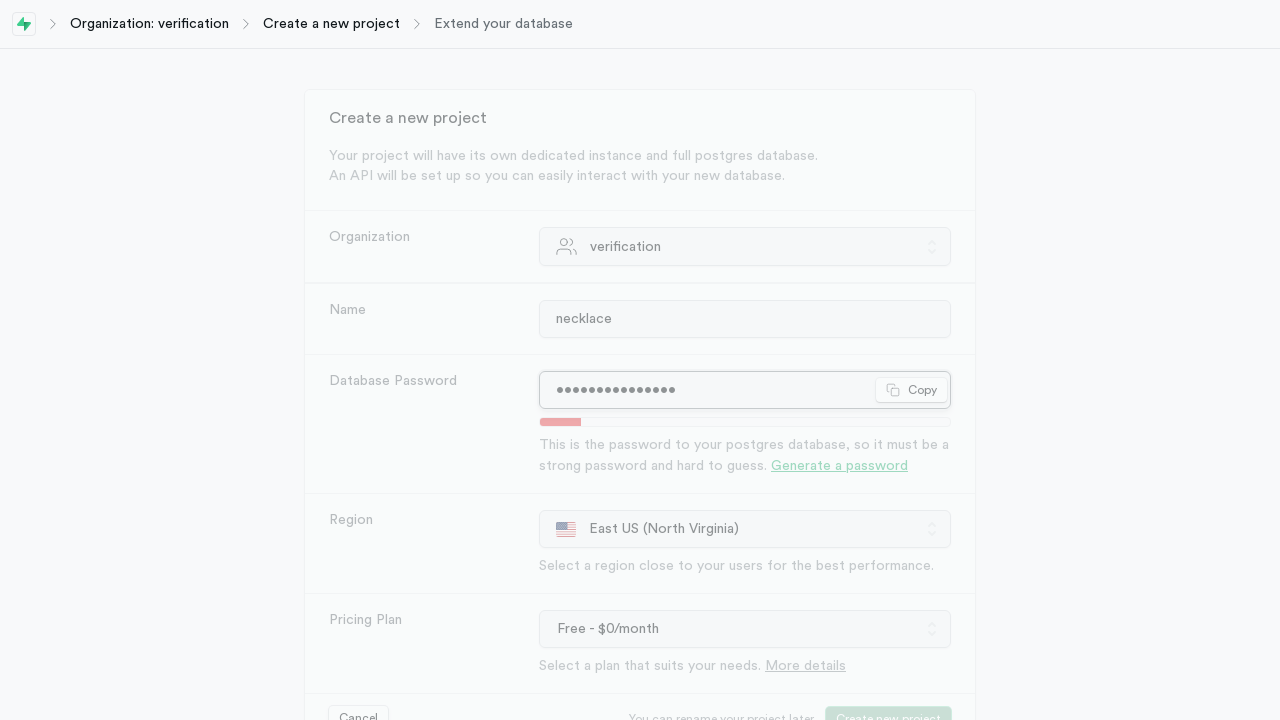 Organization: verification
Create a new project
Extend your database
Create a new project
Your project will have its own dedicated instance and full postgres database.
An API will be set up so you can easily interact with your new database.
Organization
verification
Name
necklace
Database Password
•••••••••••••••
Copy
This is the password to your postgres database, so it must be a
strong password and hard to guess. Generate a password
Region
East US (North Virginia)
Select a region close to your users for the best performance.
Pricing Plan
Free - $0/month
Select a plan that suits your needs. More details
Cancel
You can rename your project later
Create new project